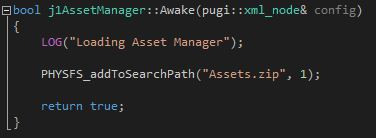 bool j1AssetManager::Awake(pugi::xml_node& config)
{
LOG("Loading Asset Manager");
PHYSFS_addToSearchPath("Assets.zip", 1);
return true;
}